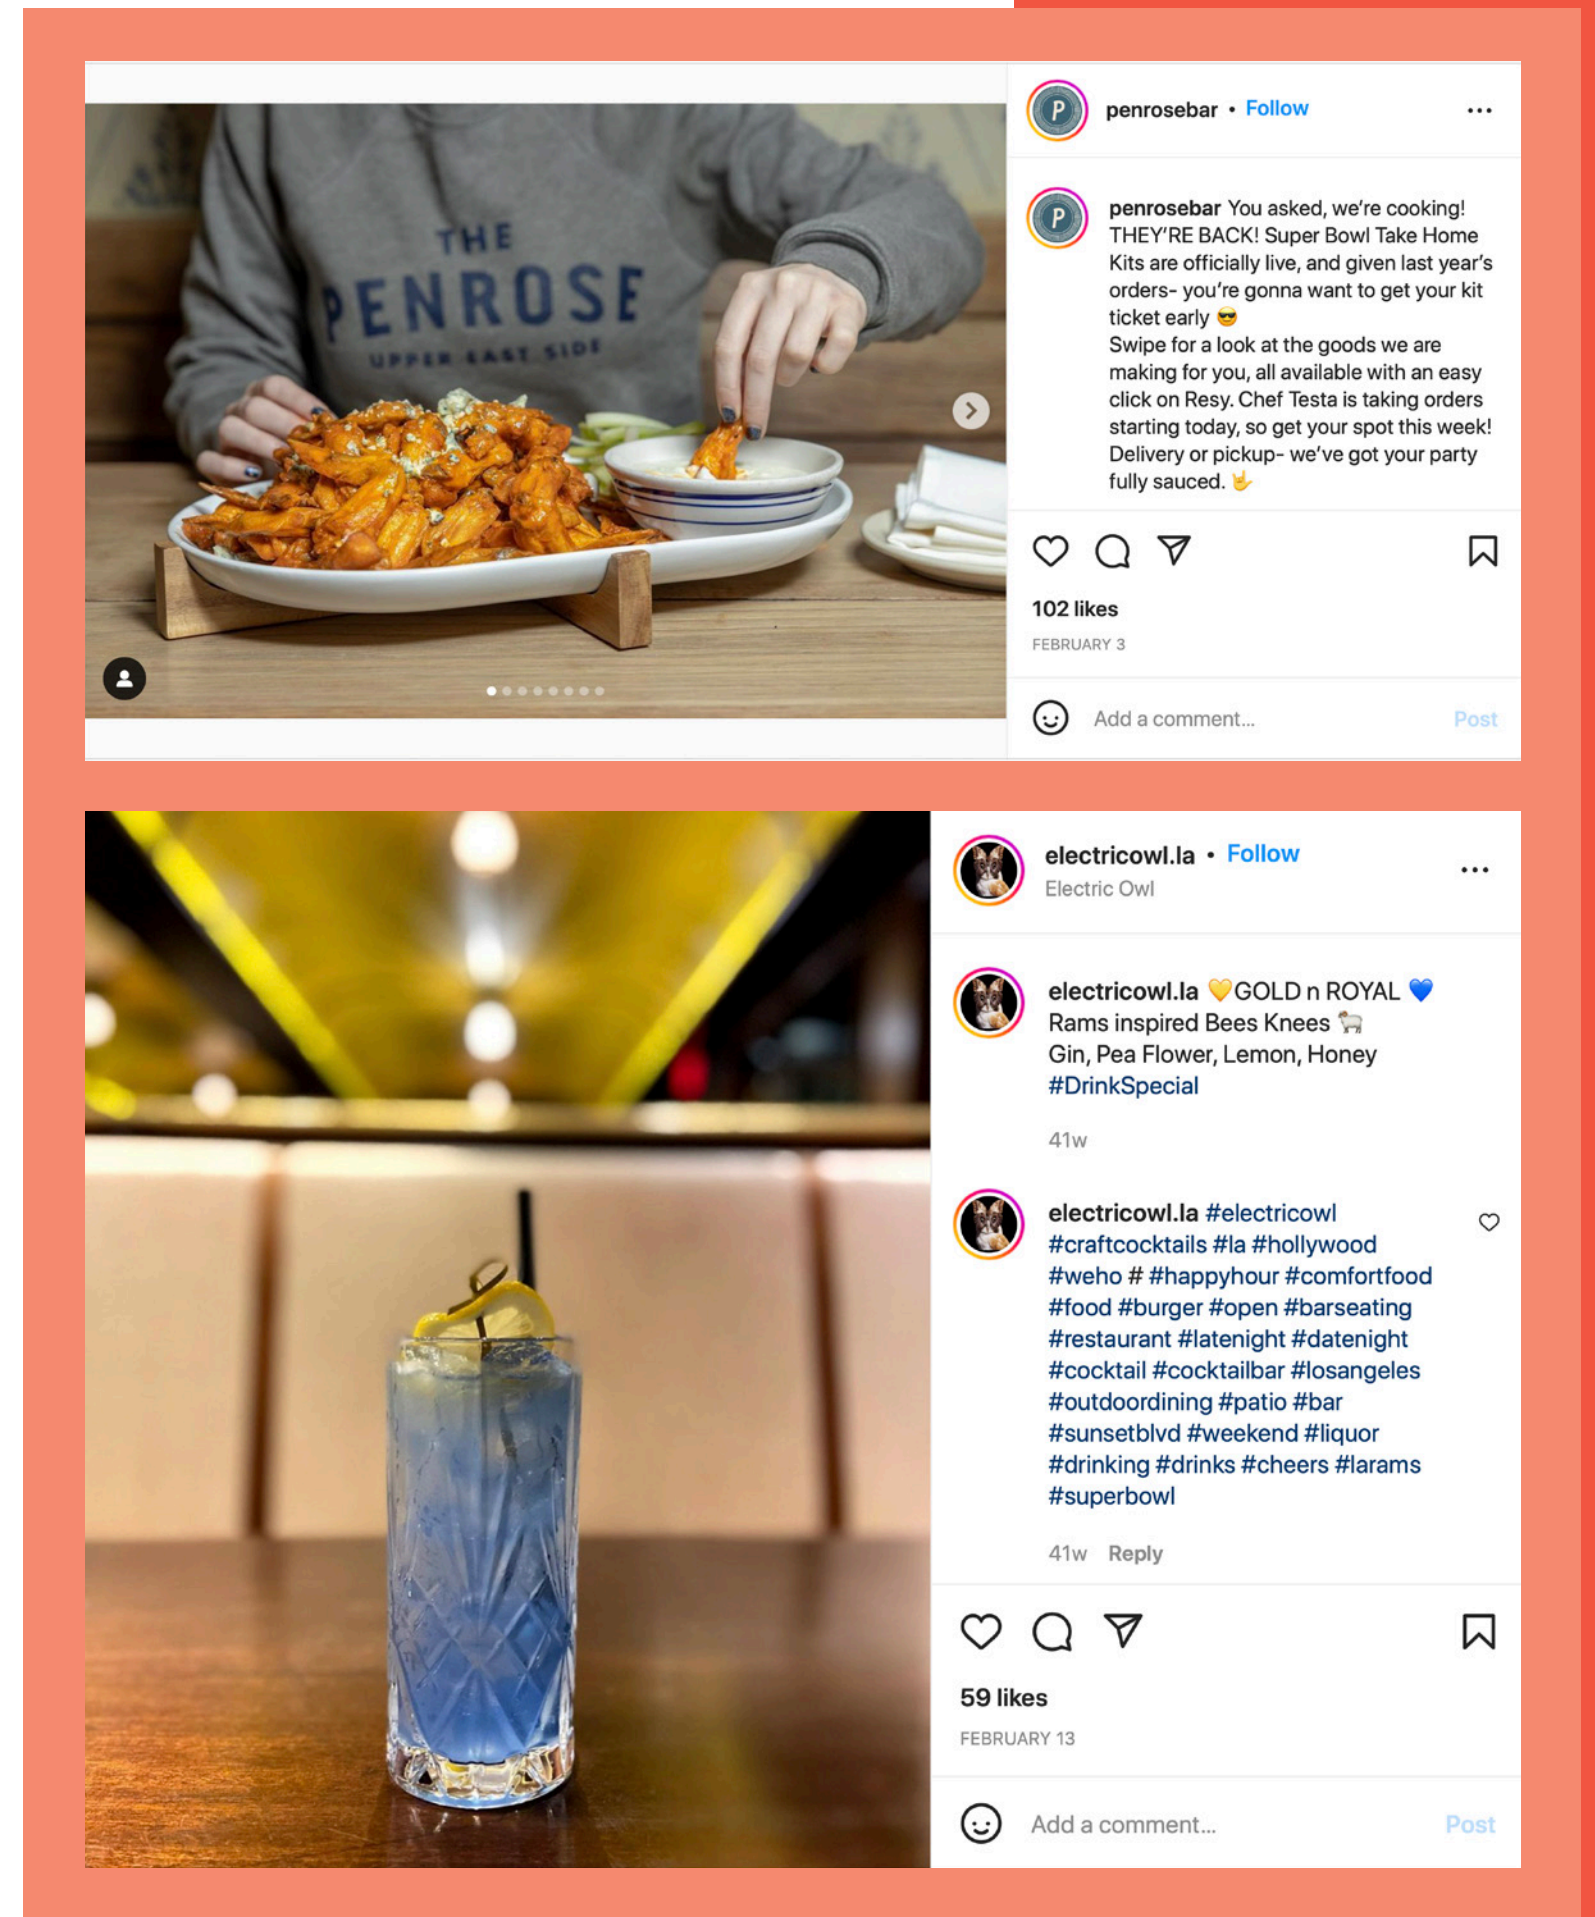 THE
PENROSE
UPPER EAST SIDE
P
penrosebar • Follow
P
penrosebar You asked, we're cooking!
THEY'RE BACK! Super Bowl Take Home
Kits are officially live, and given last year's
orders- you're gonna want to get your kit
ticket early 😎
Swipe for a look at the goods we are
making for you, all available with an easy
click on Resy. Chef Testa is taking orders
starting today, so get your spot this week!
Delivery or pickup- we've got your party
fully sauced. 🤟
102 likes
FEBRUARY 3
Add a comment... Post
electricowl.la • Follow
Electric Owl
electricowl.la 💛GOLD n ROYAL 💙
Rams inspired Bees Knees 🐏
Gin, Pea Flower, Lemon, Honey
#DrinkSpecial
41w
electricowl.la #electricowl
#craftcocktails #la #hollywood
#weho # #happyhour #comfortfood
#food #burger #open #barseating
#restaurant #latenight #datenight
#cocktail #cocktailbar #losangeles
#outdoordining #patio #bar
#sunsetblvd #weekend #liquor
#drinking #drinks #cheers #larams
#superbowl
41w Reply
59 likes
FEBRUARY 13
Add a comment... Post